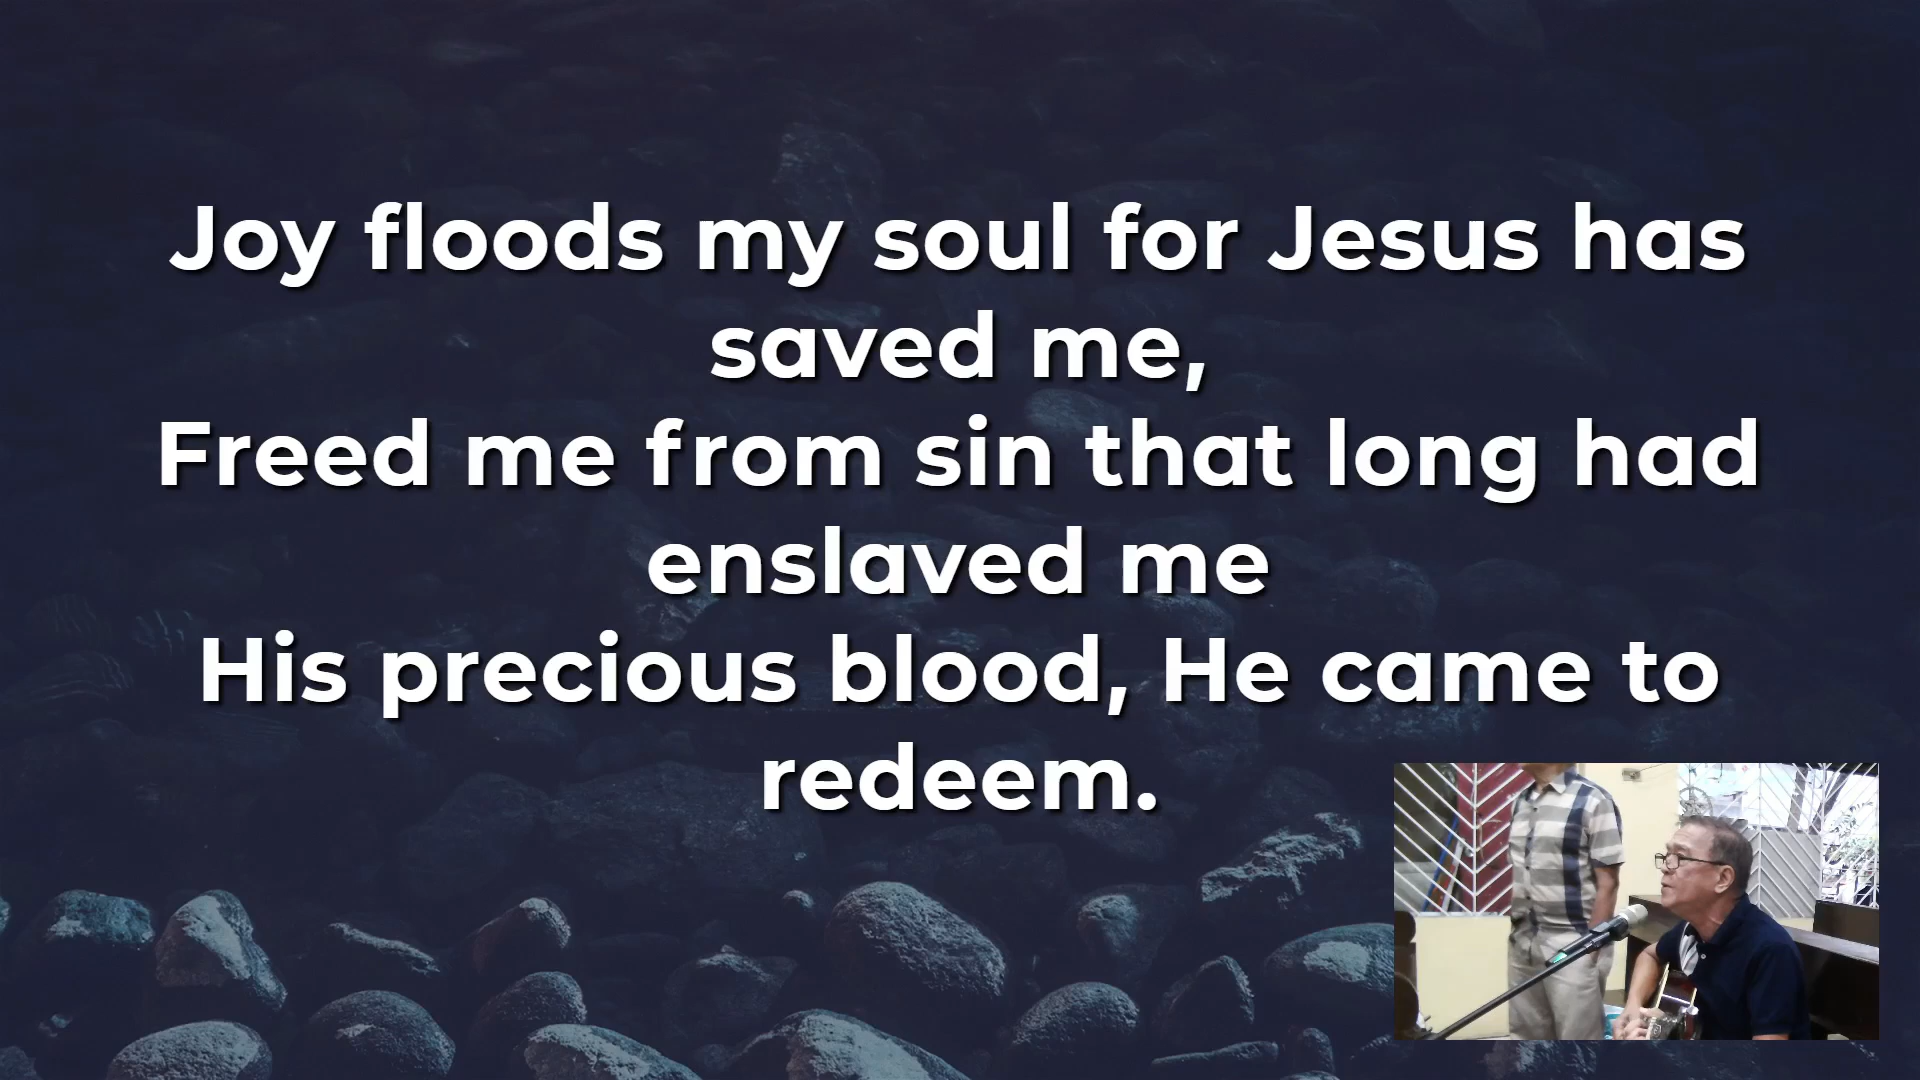 Joy floods my soul for Jesus has
saved me,
Freed me from sin that long had
enslaved me
His precious blood, He came to
redeem.